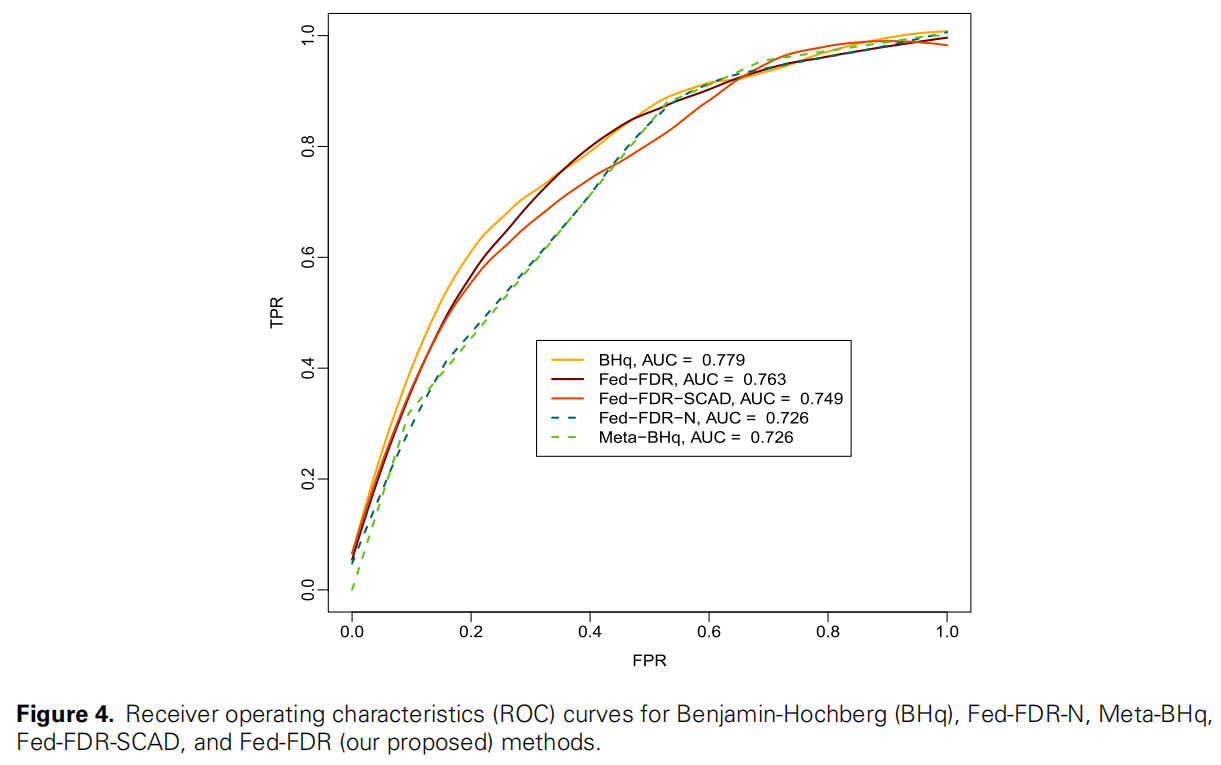 1.0
0.8
0.6
0.4
0.2
0.0
TPR
BHq, AUC = 0.779
Fed−FDR, AUC = 0.763
Fed−FDR−SCAD, AUC = 0.749
Fed−FDR−N, AUC = 0.726
Meta−BHq, AUC = 0.726
0.0 0.2 0.4 0.6 0.8 1.0
FPR
Figure 4. Receiver operating characteristics (ROC) curves for Benjamin-Hochberg (BHq), Fed-FDR-N, Meta-BHq,
Fed-FDR-SCAD, and Fed-FDR (our proposed) methods.